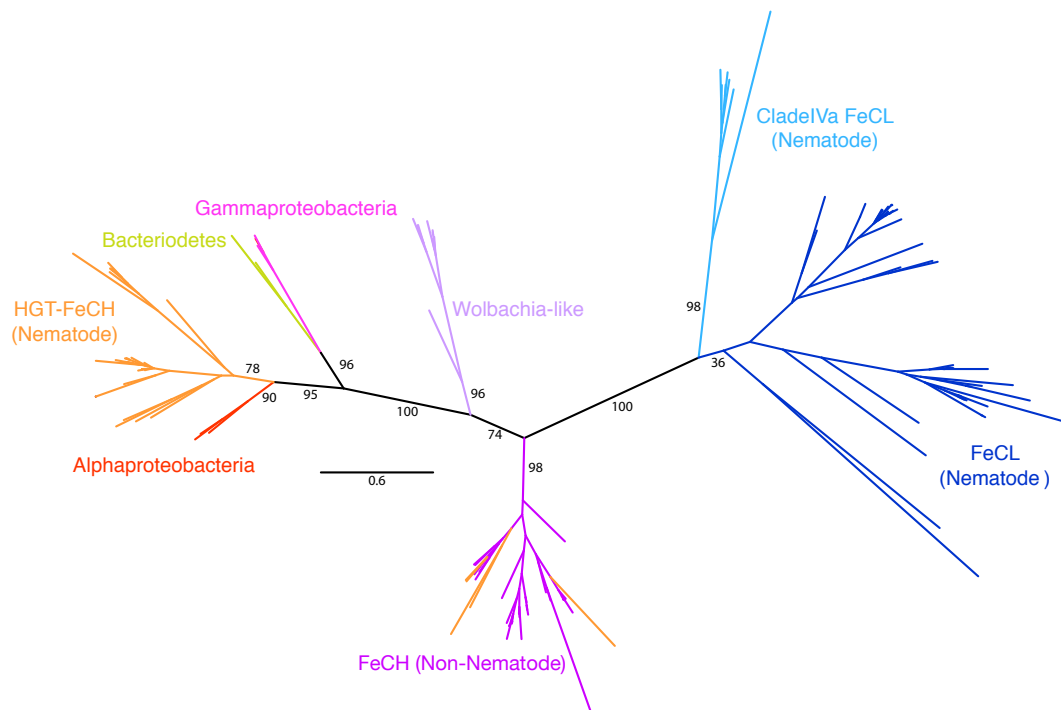 CladeIVa FeCL
(Nematode)
Gammaproteobacteria
Bacteriodetes
HGT-FeCH
(Nematode)
Wolbachia-like
98
36
96
78
90
95
100
96
74
100
Alphaproteobacteria
0.6
98
FeCL
(Nematode )
FeCH (Non-Nematode)